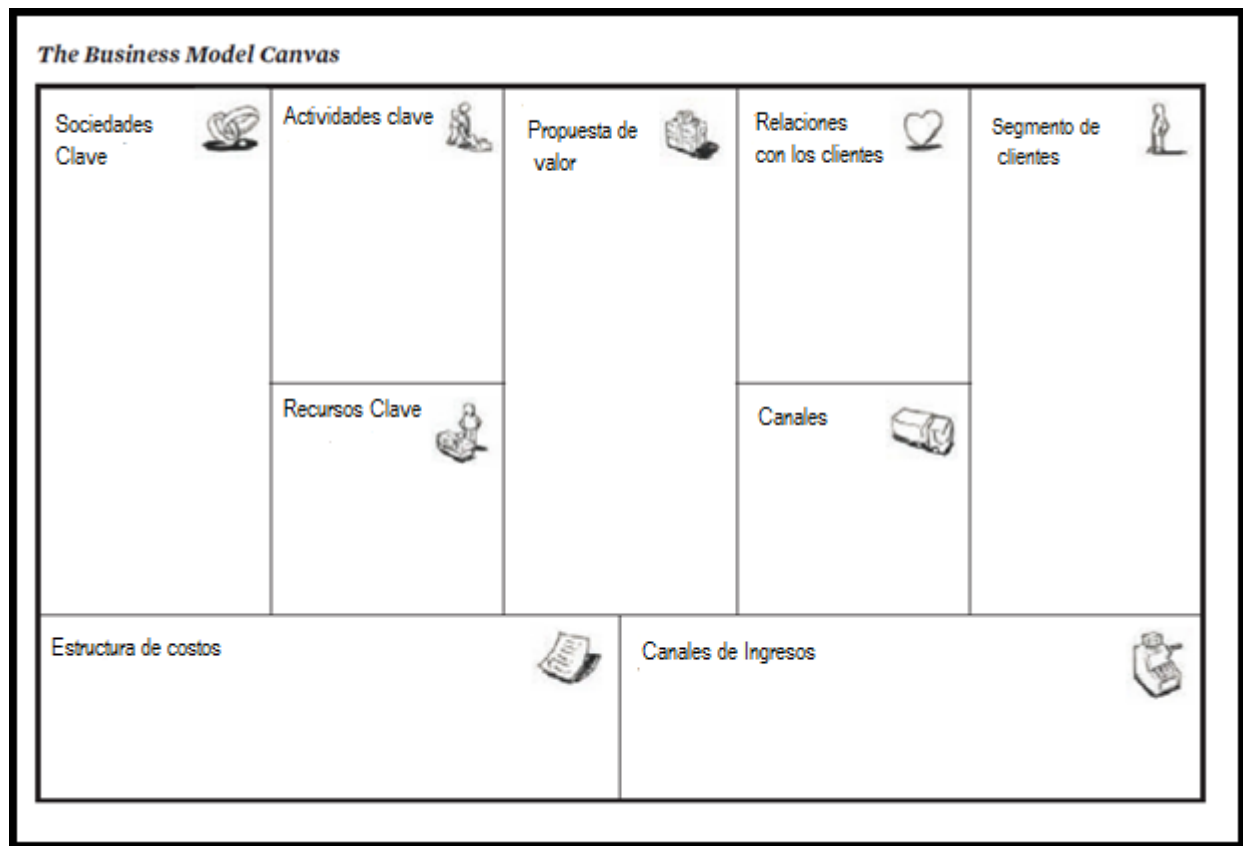 The Business Model Canvas
Sociedades
Clave
Actividades clave
Recursos Clave
Propuesta de
valor
Relaciones
con los clientes
Canales
Segmento de
clientes
Estructura de costos
Canales de Ingresos